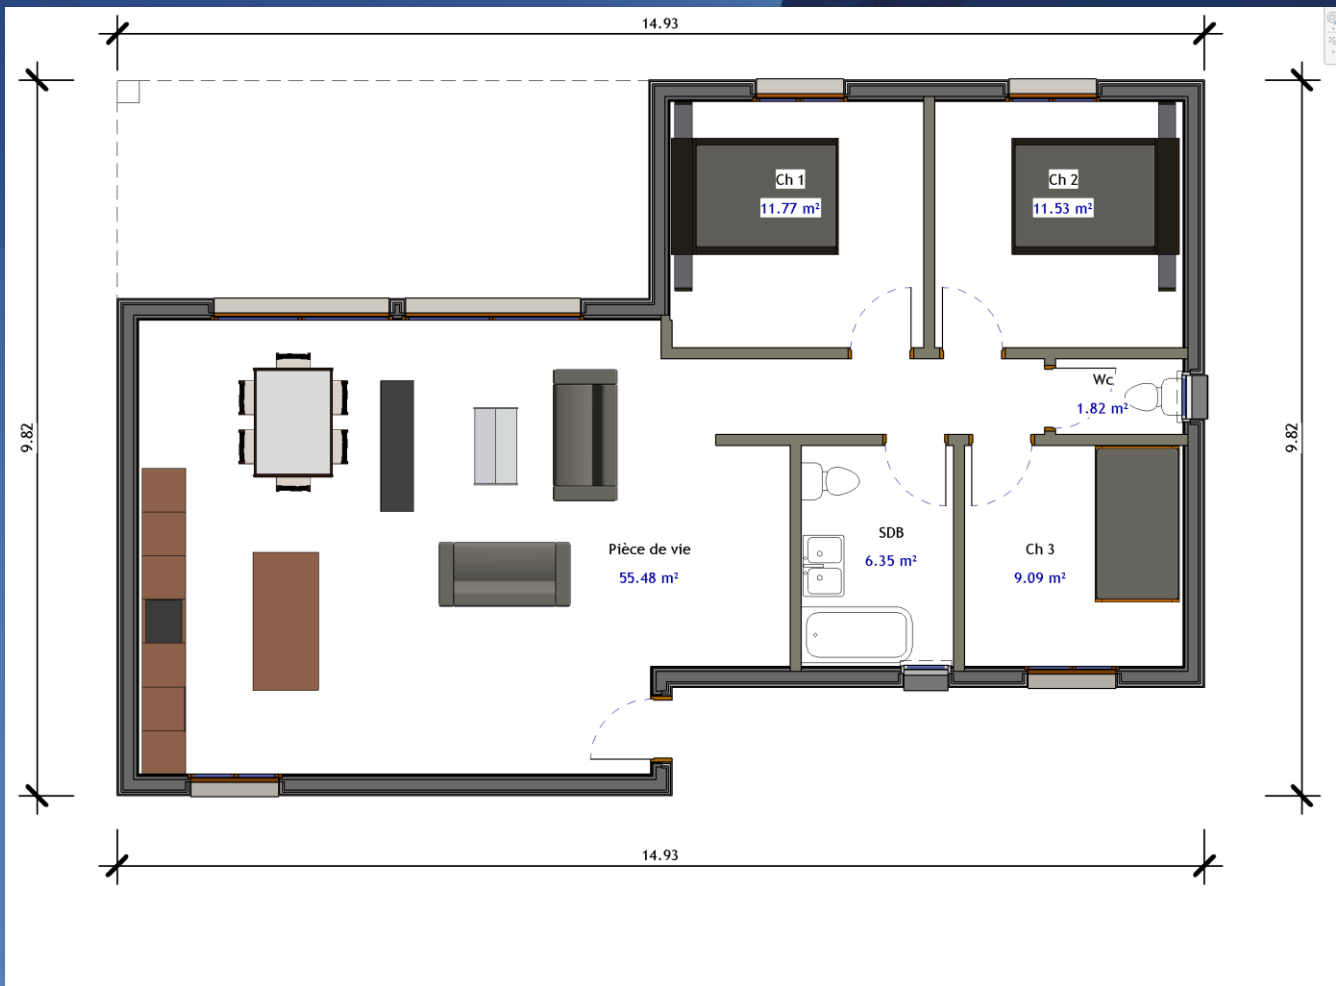 14.93
Ch 1
11.77 m²
Ch 2
11.53 m²
Wc
1.82 m²
9.82
9.82
SDB
6.35 m²
Pièce de vie
55.48 m²
Ch 3
9.09 m²
14.93